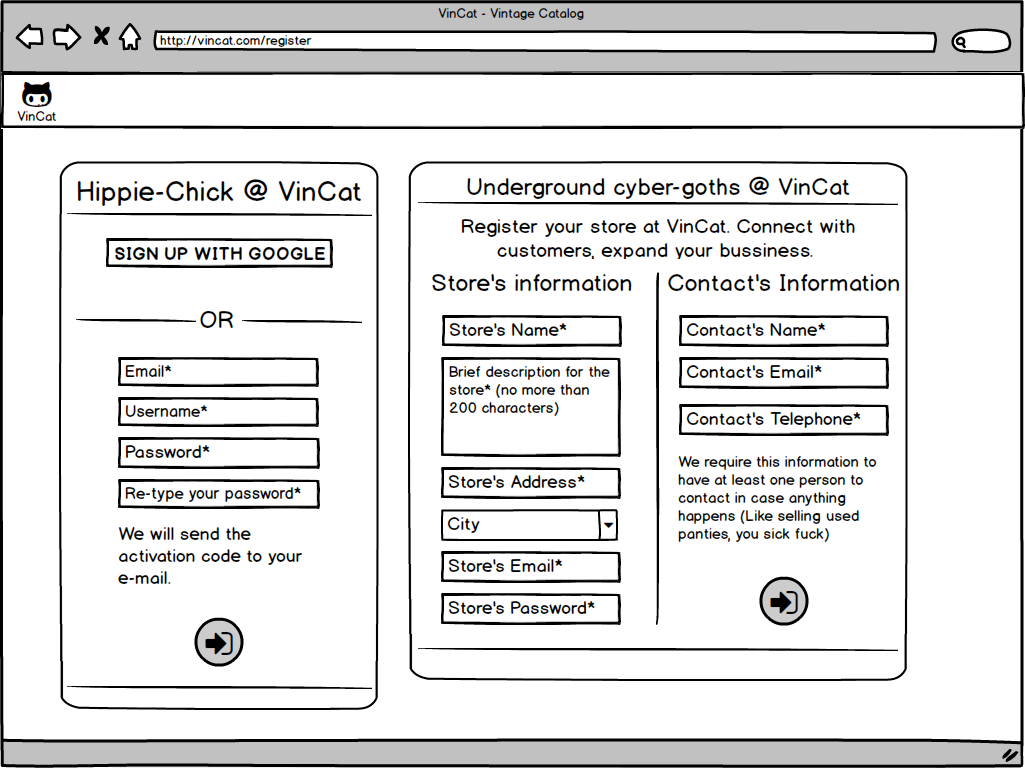 VinCat - Vintage Catalog
http://vincat.com/register
VinCat
Hippie-Chick @ VinCat
SIGN UP WITH GOOGLE
OR
Email*
Username*
Password*
Re-type your password*
We will send the
activation code to your
e-mail.
Underground cyber-goths @ VinCat
Register your store at VinCat. Connect with
customers, expand your bussiness.
Store's information
Store's Name*
Brief description for the
store* (no more than
200 characters)
Store's Address*
City
Store's Email*
Store's Password*
Contact's Information
Contact's Name*
Contact's Email*
Contact's Telephone*
We require this information to
have at least one person to
contact in case anything
happens (Like selling used
panties, you sick fuck)